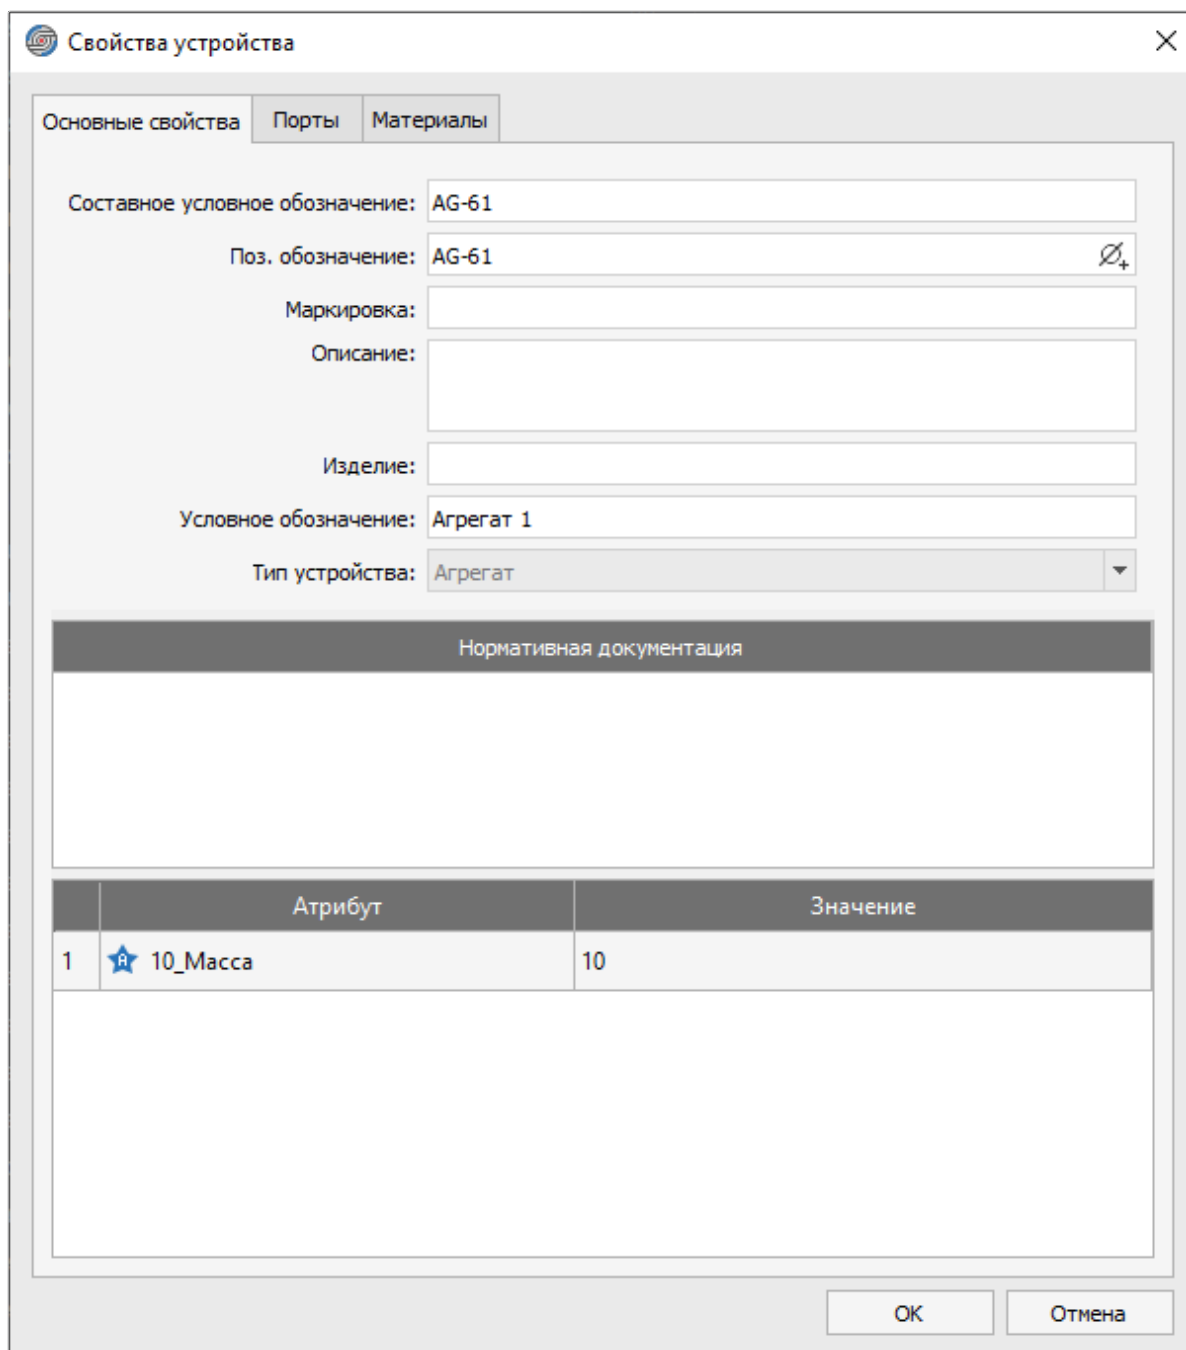 Свойства устройства
Основные свойства Порты Материалы
Составное условное обозначение: AG-61
Поз. обозначение: AG-61
Маркировка:
Описание:
Изделие:
Условное обозначение: Агрегат 1
Тип устройства: Агрегат
Нормативная документация
Атрибут Значение
1 10_Масса 10
ОК Отмена